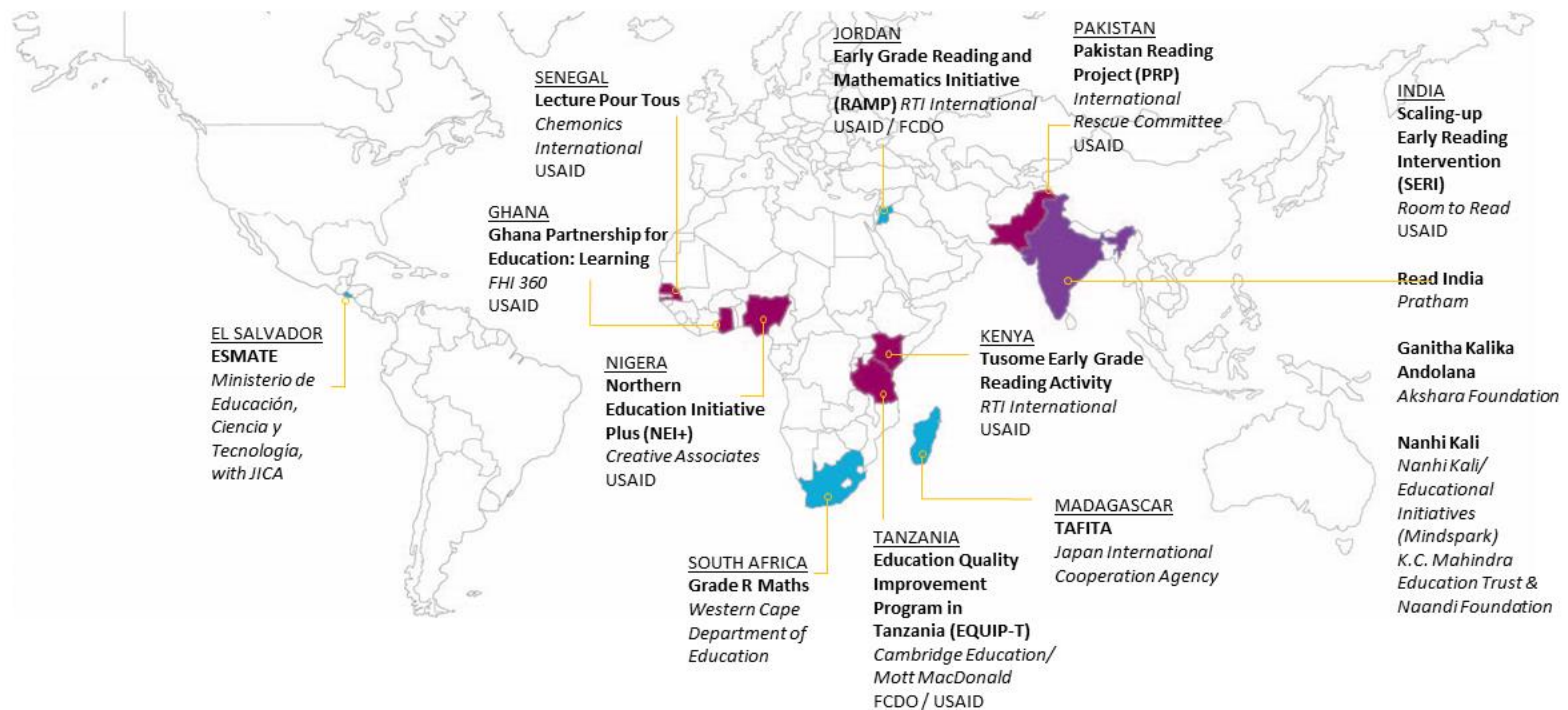 JORDAN
Early Grade Reading and
Mathematics Initiative
(RAMP) RTI International
USAID / FCDO
PAKISTAN
Pakistan Reading
Project (PRP)
International
Rescue Committee
USAID
SENEGAL
Lecture Pour Tous
Chemonics
International
USAID
INDIA
Scaling-up
Early Reading
Intervention
(SERI)
Room to Read
USAID
Read India
Pratham
Ganitha Kalika
Andolana
Akshara Foundation
Nanhi Kali
Nanhi Kali/
Educational
Initiatives
(Mindspark)
K.C. Mahindra
Education Trust &
Naandi Foundation
GHANA
Ghana Partnership for
Education: Learning
FHI 360
USAID
EL SALVADOR
ESMATE
Ministerio de
Educación,
Ciencia y
Tecnología,
with JICA
NIGERA
Northern
Education Initiative
Plus (NEI+)
Creative Associates
USAID
KENYA
Tusome Early Grade
Reading Activity
RTI International
USAID
MADAGASCAR
TAFITA
Japan International
Cooperation Agency
SOUTH AFRICA
Grade R Maths
Western Cape
Department of
Education
TANZANIA
Education Quality
Improvement
Program in
Tanzania (EQUIP-T)
Cambridge Education/
Mott MacDonald
FCDO / USAID